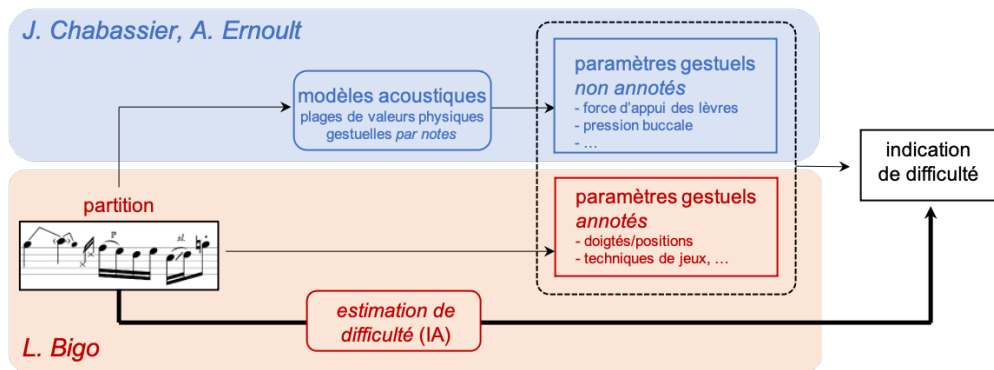 J. Chabassier, A. Ernoult
modèles acoustiques
plages de valeurs physiques
gestuelles par notes
paramètres gestuels
non annotés
- force d'appui des lèvres
- pression buccale
- ...
indication
de difficulté
partition
p
sl.
paramètres gestuels
annotés
- doigtés/positions
- techniques de jeux, ...
estimation de
difficulté (IA)
L. Bigo